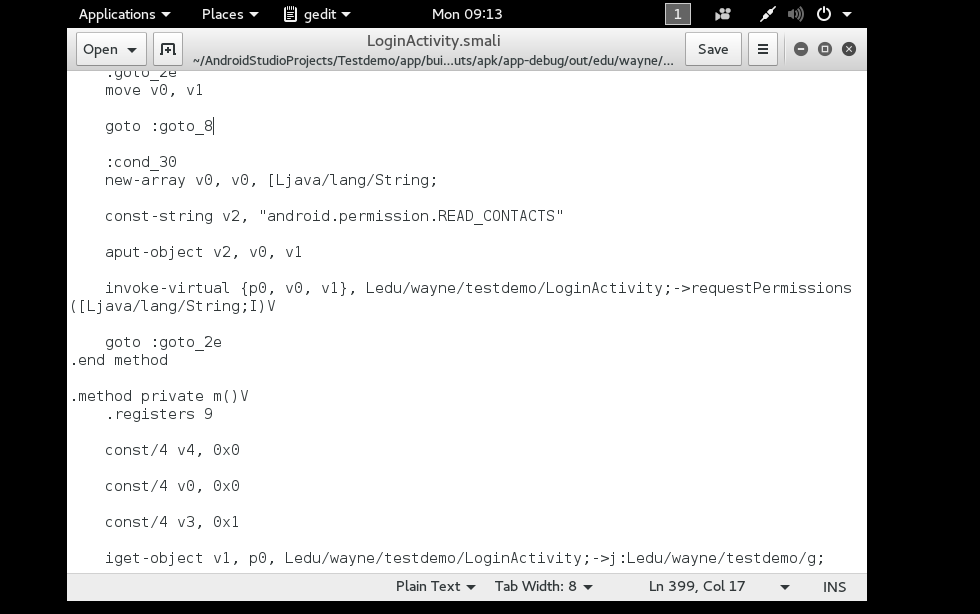 Applications Places gedit Mon 09:13 1
Open LoginActivity.smali Save
~/AndroidStudioProjects/Testdemo/app/bui...uts/apk/app-debug/out/edu/wayne/...
:goto_2e
move v0, v1
goto :goto_8
:cond_30
new-array v0, v0, [Ljava/lang/String;
const-string v2, "android.permission.READ_CONTACTS"
aput-object v2, v0, v1
invoke-virtual {p0, v0, v1}, Ledu/wayne/testdemo/LoginActivity;->requestPermissions
([Ljava/lang/String;I)V
goto :goto_2e
.end method
.method private m()V
.registers 9
const/4 v4, 0x0
const/4 v0, 0x0
const/4 v3, 0x1
iget-object v1, p0, Ledu/wayne/testdemo/LoginActivity;->j:Ledu/wayne/testdemo/g;
Plain Text Tab Width: 8 Ln 399, Col 17 INS